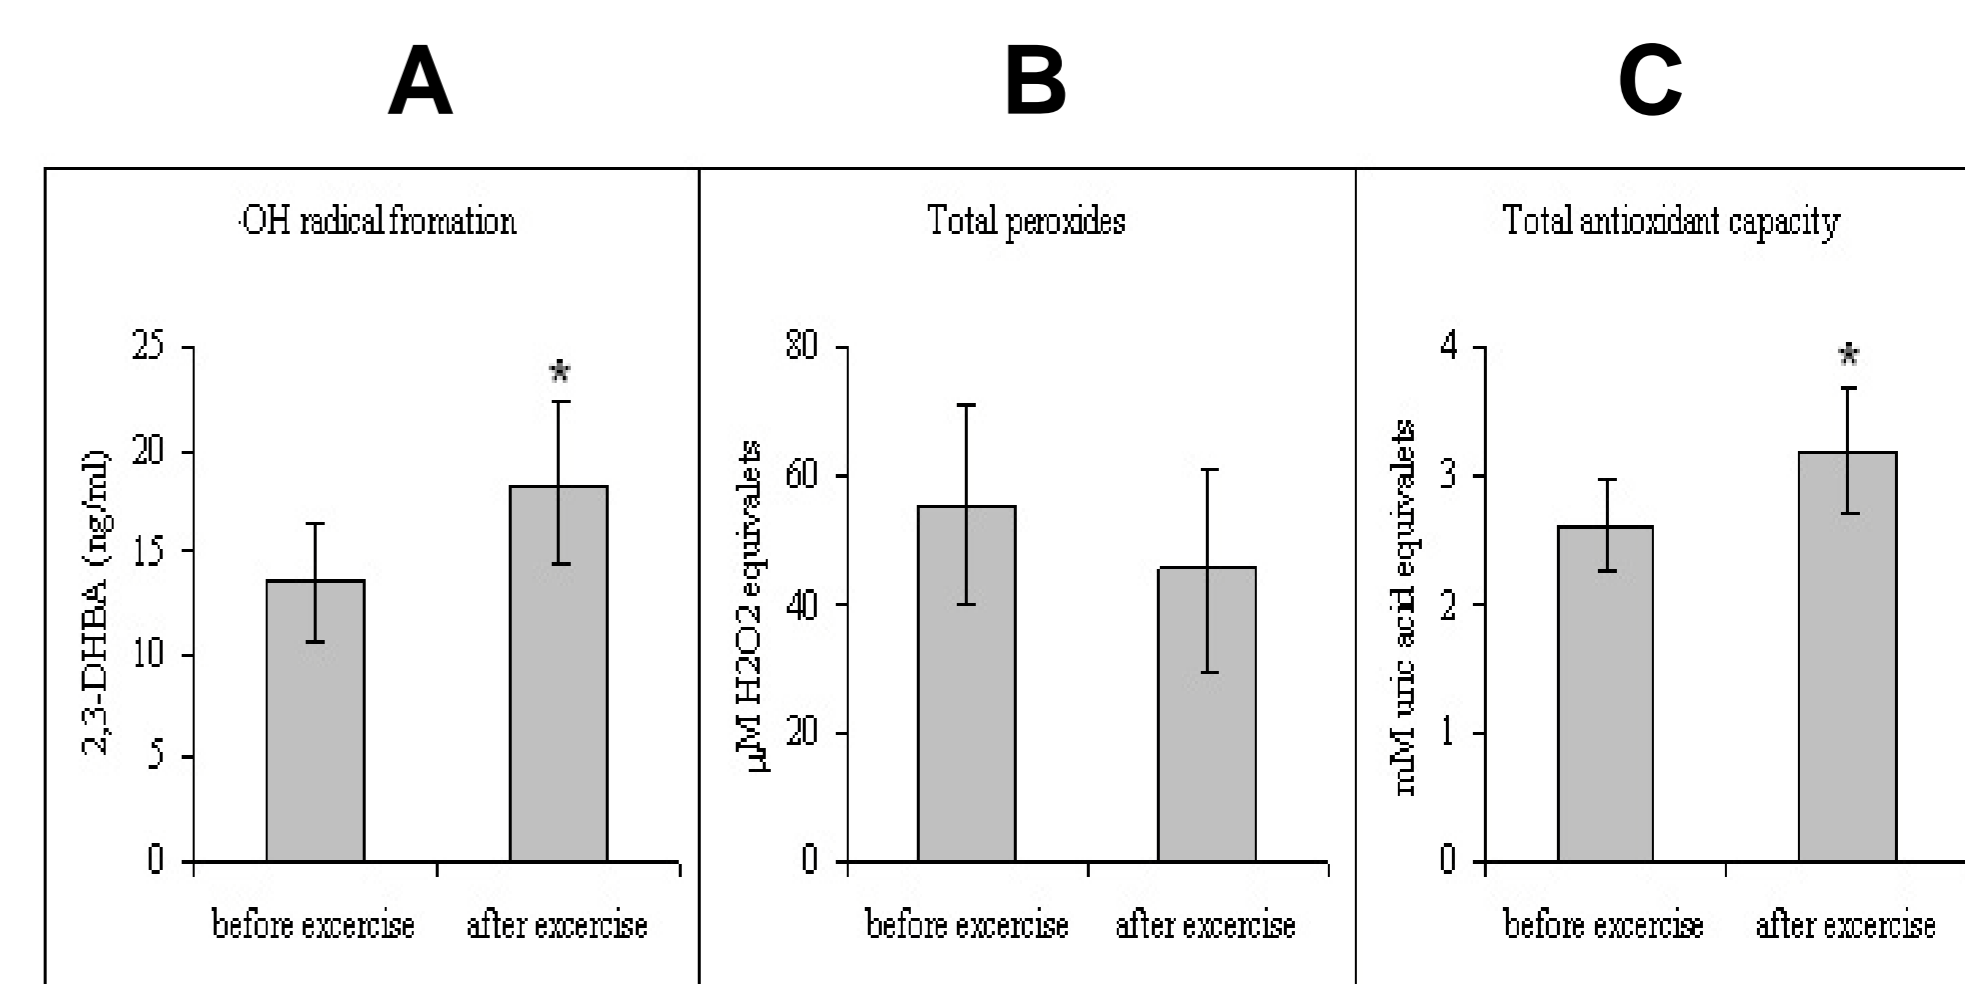 A
B
C
·OH radical fromation
25
20
15
10
5
0
2,3-DHBA (ng/ml)
*
before excercise
after excercise
Total peroxides
80
60
40
20
0
µM H2O2 equivalets
before excercise
after excercise
Total antioxidant capacity
4
3
2
1
0
mM uric acid equivalets
*
before excercise
after excercise